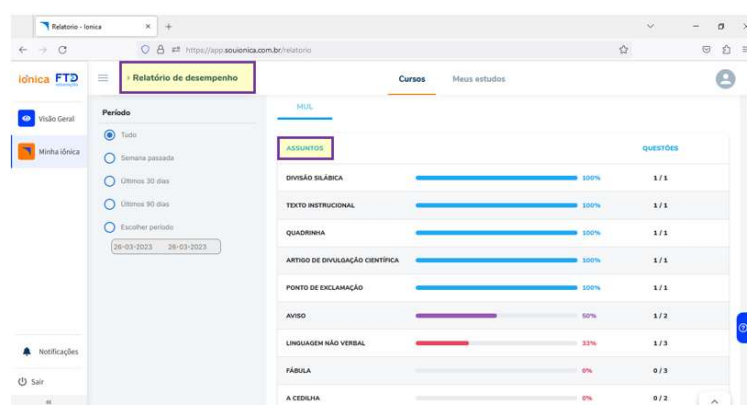 Relatorio - Ionica
https://app.souionica.com.br/relatorio
iônica FTD educação
Relatório de desempenho
Cursos
Meus estudos
Visão Geral
Minha iônica
Notificações
Sair
Período
Tudo
Semana passada
Últimos 30 dias
Últimos 90 dias
Escolher período
26-03-2023 26-03-2023
MUL
ASSUNTOS QUESTÕES
DIVISÃO SILÁBICA 100% 1 / 1
TEXTO INSTRUCIONAL 100% 1 / 1
QUADRINHA 100% 1 / 1
ARTIGO DE DIVULGAÇÃO CIENTÍFICA 100% 1 / 1
PONTO DE EXCLAMAÇÃO 100% 1 / 1
AVISO 50% 1 / 2
LINGUAGEM NÃO VERBAL 33% 1 / 3
FÁBULA 0% 0 / 3
A CEDILHA 0% 0 / 2